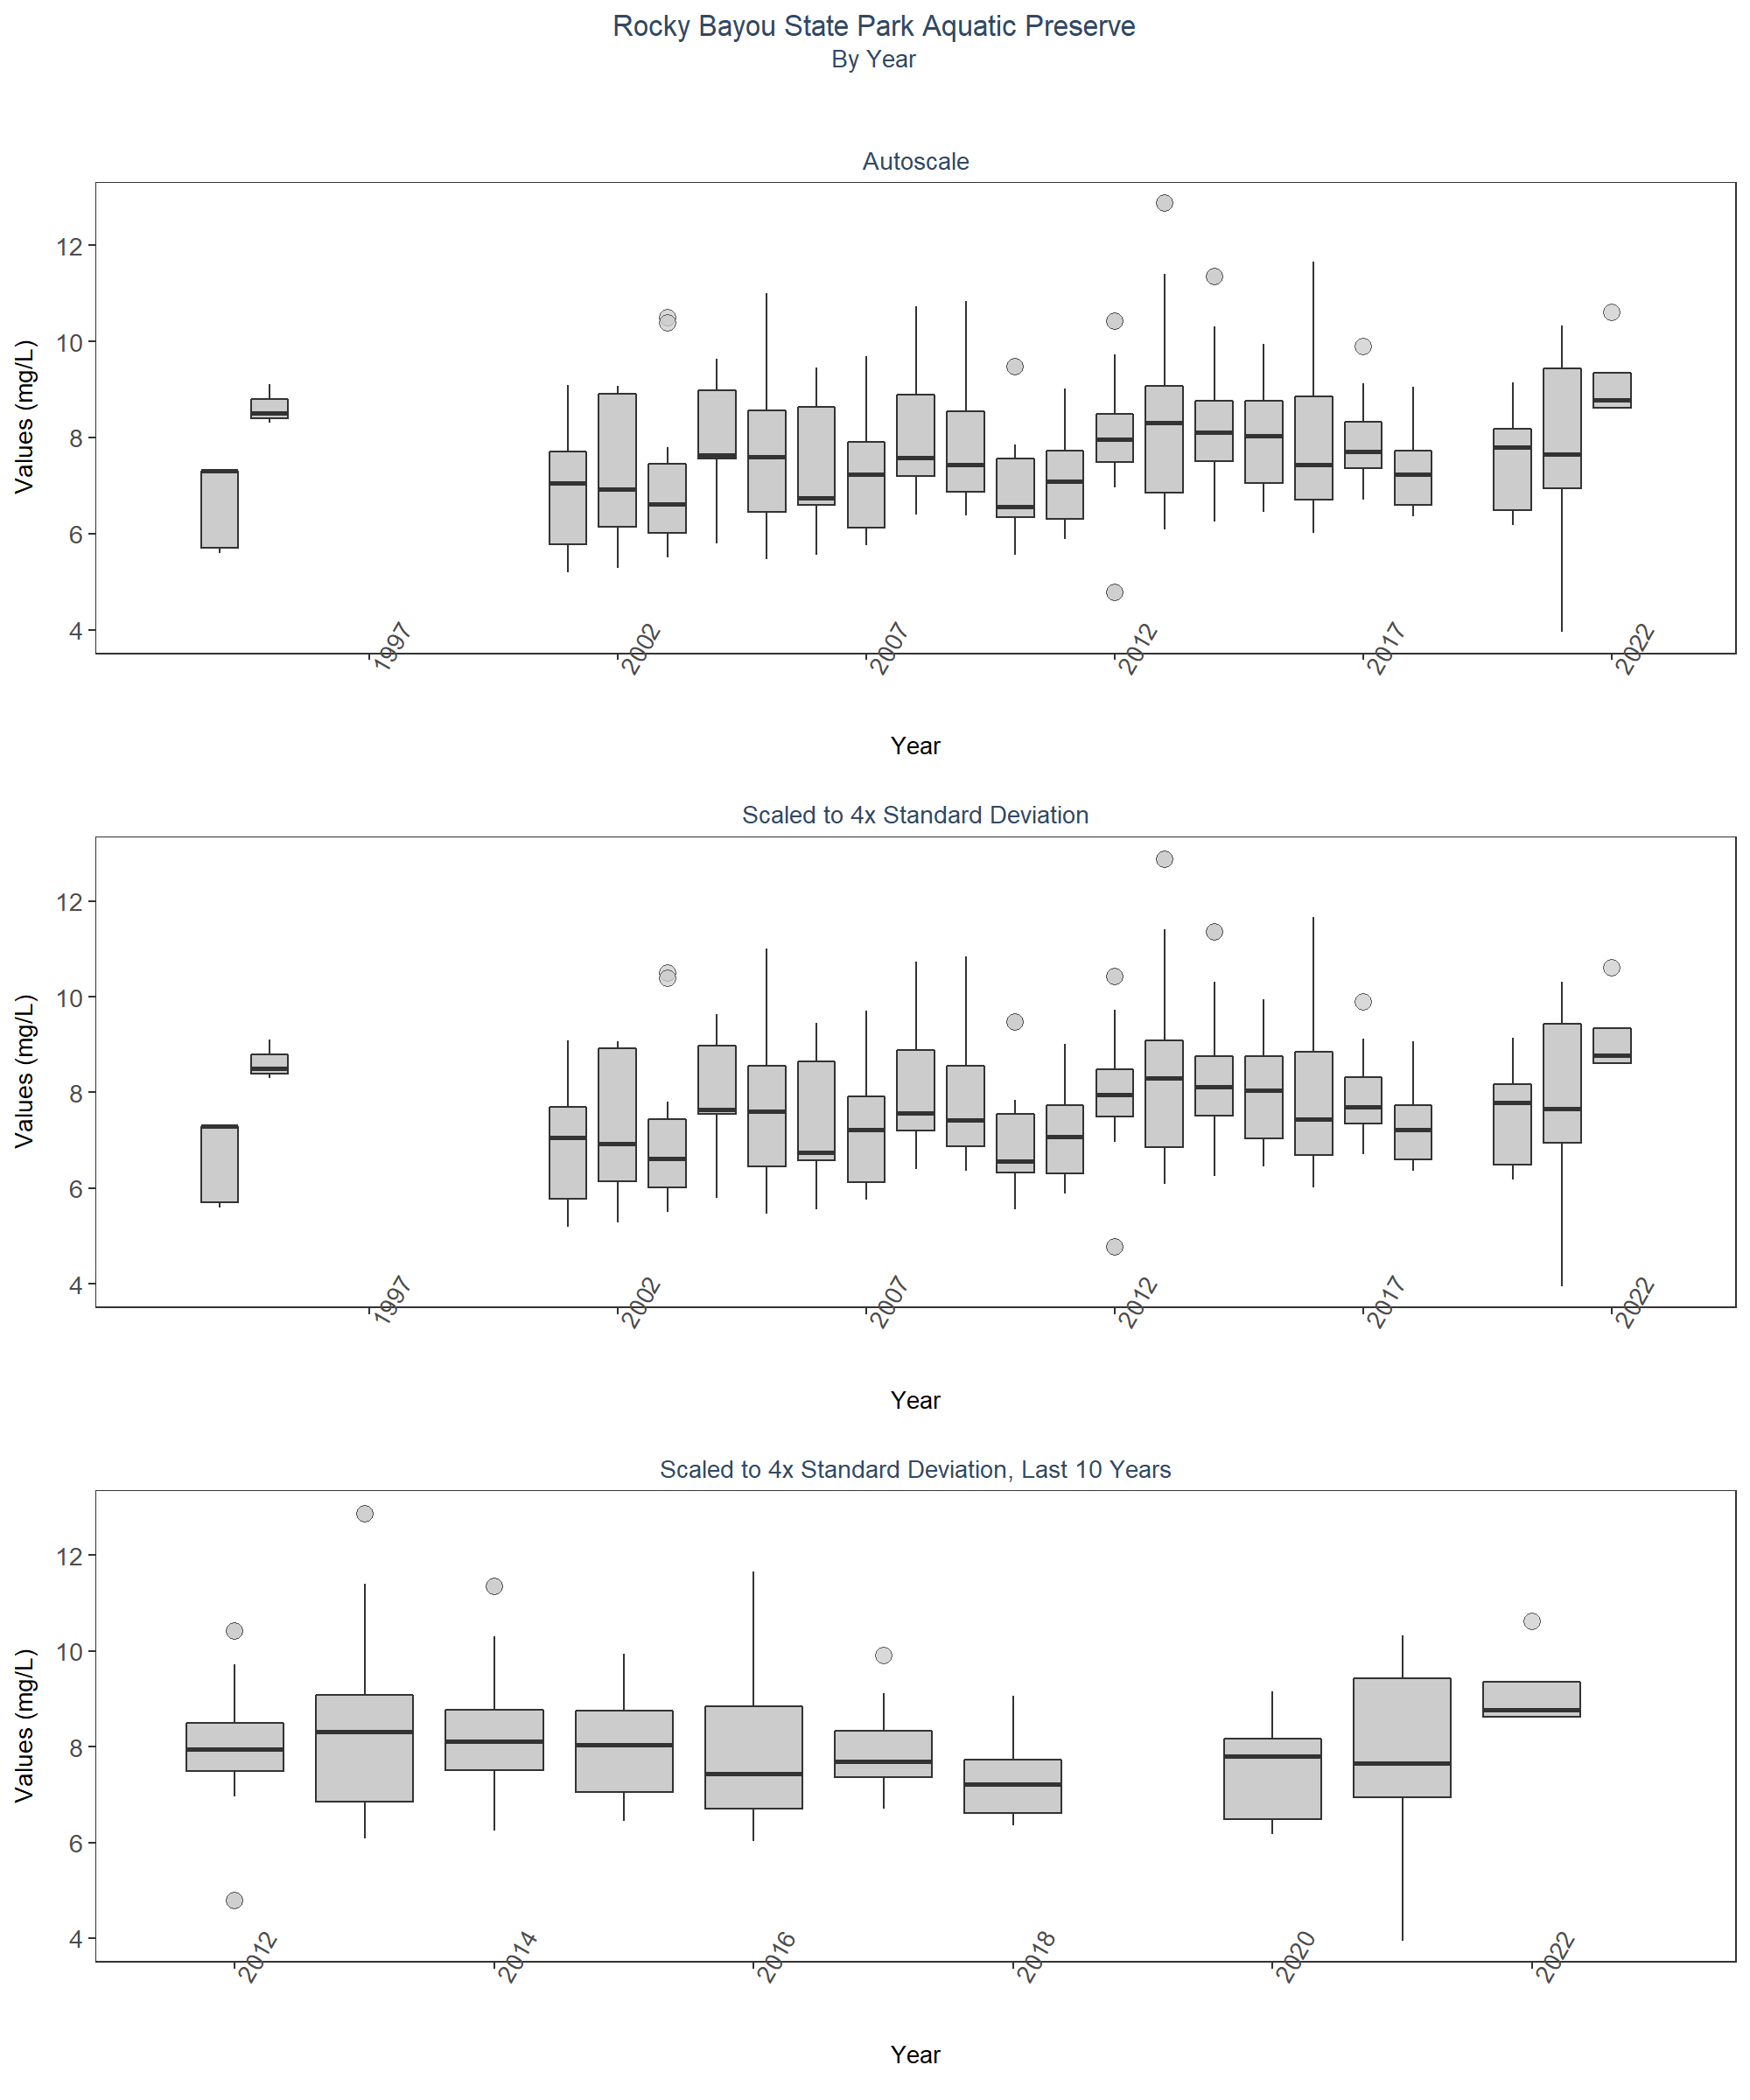 Rocky Bayou State Park Aquatic Preserve
By Year
Autoscale
Values (mg/L)
12
10
8
6
4
1997 2002 2007 2012 2017 2022
Year
Scaled to 4x Standard Deviation
Values (mg/L)
12
10
8
6
4
1997 2002 2007 2012 2017 2022
Year
Scaled to 4x Standard Deviation, Last 10 Years
Values (mg/L)
12
10
8
6
4
2012 2014 2016 2018 2020 2022
Year